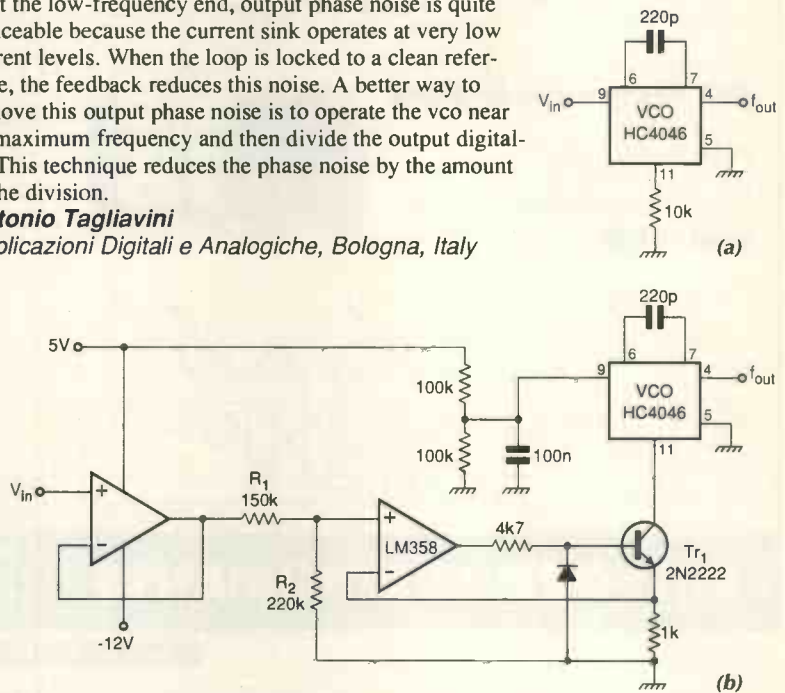 t the low-frequency end, output phase noise is quite
ceable because the current sink operates at very low
rent levels. When the loop is locked to a clean refer-
e, the feedback reduces this noise. A better way to
ove this output phase noise is to operate the vco near
maximum frequency and then divide the output digital-
This technique reduces the phase noise by the amount
he division.
tonio Tagliavini
plicazioni Digitali e Analogiche, Bologna, Italy
220p
6 7
Vin 9 VCO HC4046 4 fout
5
11
10k
(a)
220p
5V
6 7
100k
9 VCO HC4046 4 fout
5
100k
100n
11
Vin + -
R1
150k
+
LM358
-
4k7
Tr1
2N2222
R2
220k
-12V
1k
(b)